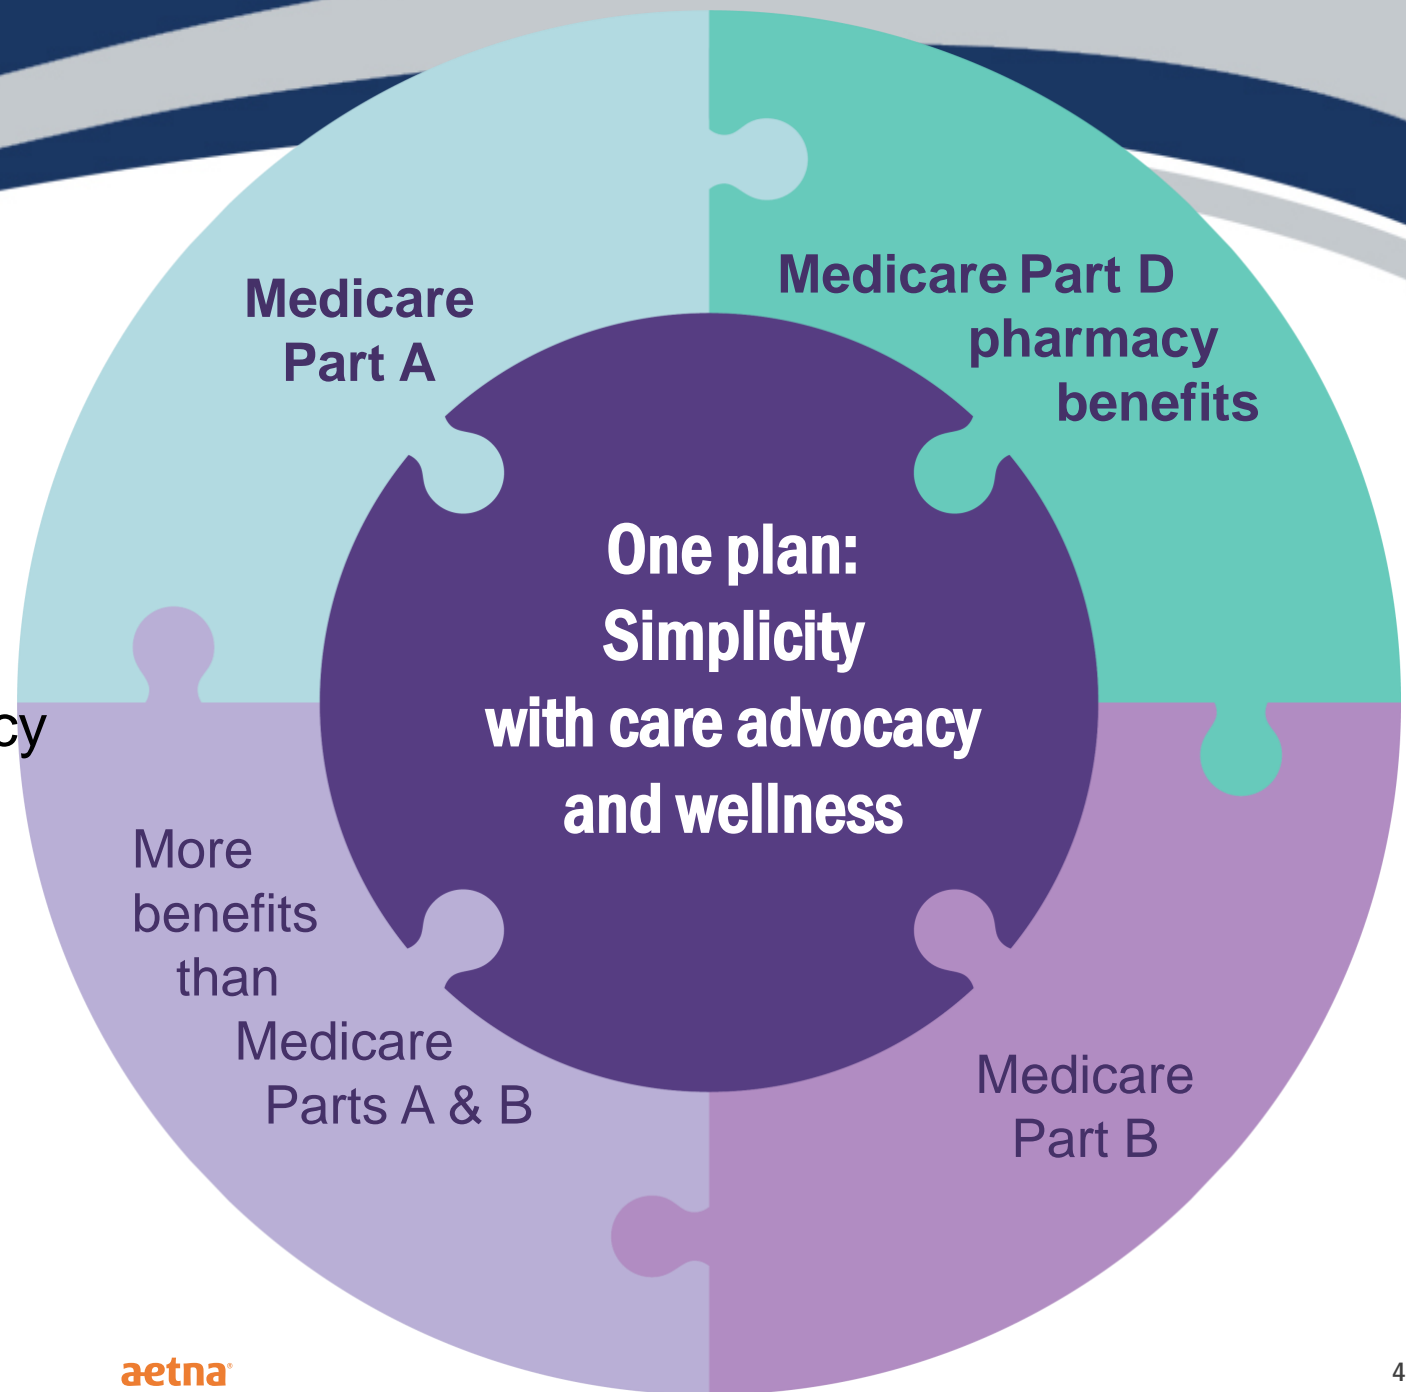 Medicare
Part A
Medicare Part D
pharmacy
benefits
One plan:
Simplicity
with care advocacy
and wellness
cy
More
benefits
than
Medicare
Parts A & B
Medicare
Part B
aetna®
4